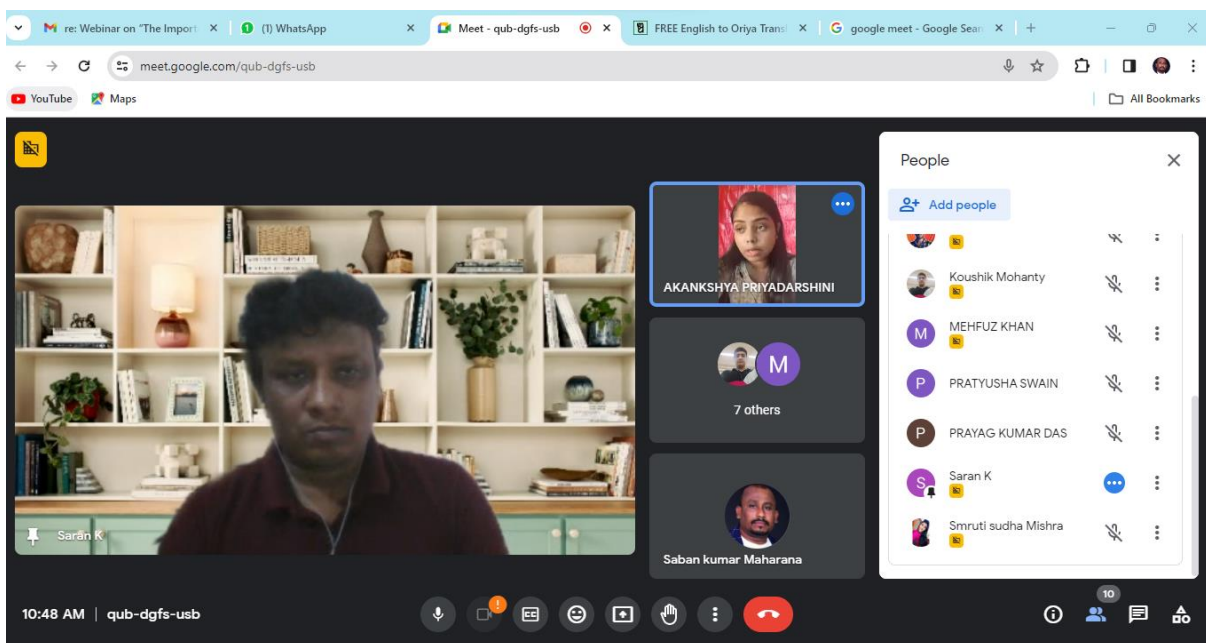 re: Webinar on "The Import
(1) WhatsApp
Meet - qub-dgfs-usb
FREE English to Oriya Transl
google meet - Google Sear
meet.google.com/qub-dgfs-usb
YouTube
Maps
All Bookmarks
People
Add people
Koushik Mohanty
M
MEHFUZ KHAN
P
PRATYUSHA SWAIN
P
PRAYAG KUMAR DAS
S
Saran K
Smruti sudha Mishra
AKANKSHYA PRIYADARSHINI
M
7 others
Saban kumar Maharana
Saran K
10:48 AM | qub-dgfs-usb
CC
10